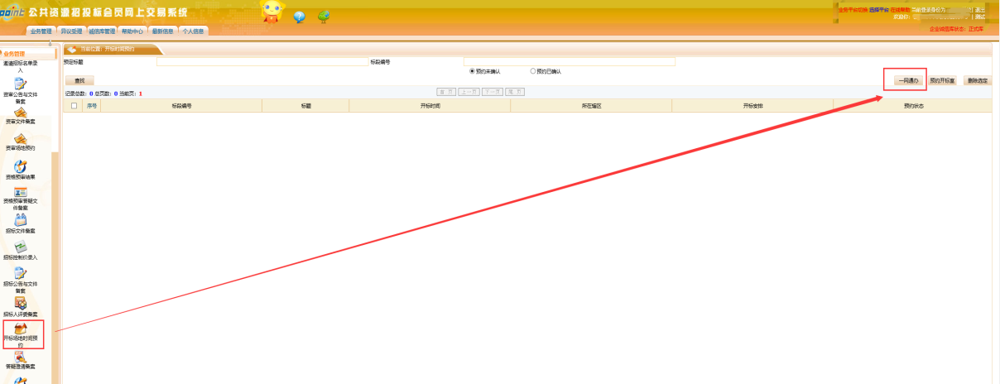 公共资源招投标会员网上交易系统
业务平台切换 选择平台 在线帮助 当前登录身份为
欢迎您：
测试
企业诚信库状态：正式库
业务管理 异议受理 诚信库管理 帮助中心 最新信息 个人信息
业务管理
当前位置：开标时间预约
邀请招标名单录
入
预定标题
标段编号
预约未确认 预约已确认
查找
一网通办 预约开标室 删除选定
资审公告与文件
备案
记录总数：0 总页数：0 当前页：1
首 页 上一页 下一页 尾 页
序号 标段编号 标题 开标时间 所在辖区 开标安排 预约状态
资审文件备案
资审场地预约
资格预审结果
资格预审答疑文
件备案
招标文件备案
招标控制价录入
招标公告与文件
备案
招标人评委备案
开标场地时间预
约
答疑澄清备案